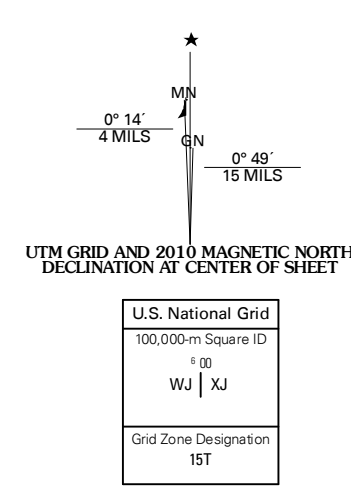 ★
MN
0° 14´
4 MILS
GN
0° 49´
15 MILS
UTM GRID AND 2010 MAGNETIC NORTH
DECLINATION AT CENTER OF SHEET
U.S. National Grid
100,000-m Square ID
6 00
WJ XJ
Grid Zone Designation
15T